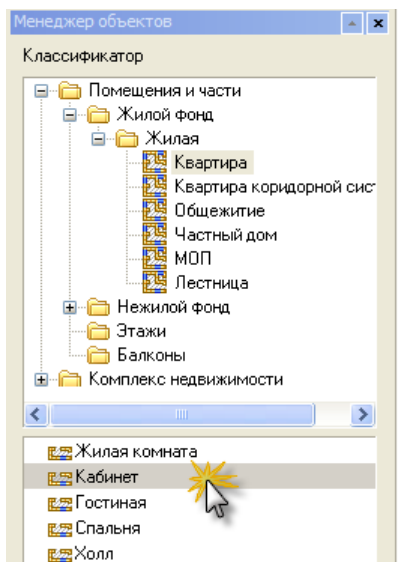 Менеджер объектов
Классификатор
Помещения и части
Жилой фонд
Жилая
Квартира
Квартира коридорной сис
Общежитие
Частный дом
МОП
Лестница
Нежилой фонд
Этажи
Балконы
Комплекс недвижимости
Жилая комната
Кабинет
Гостиная
Спальня
Холл